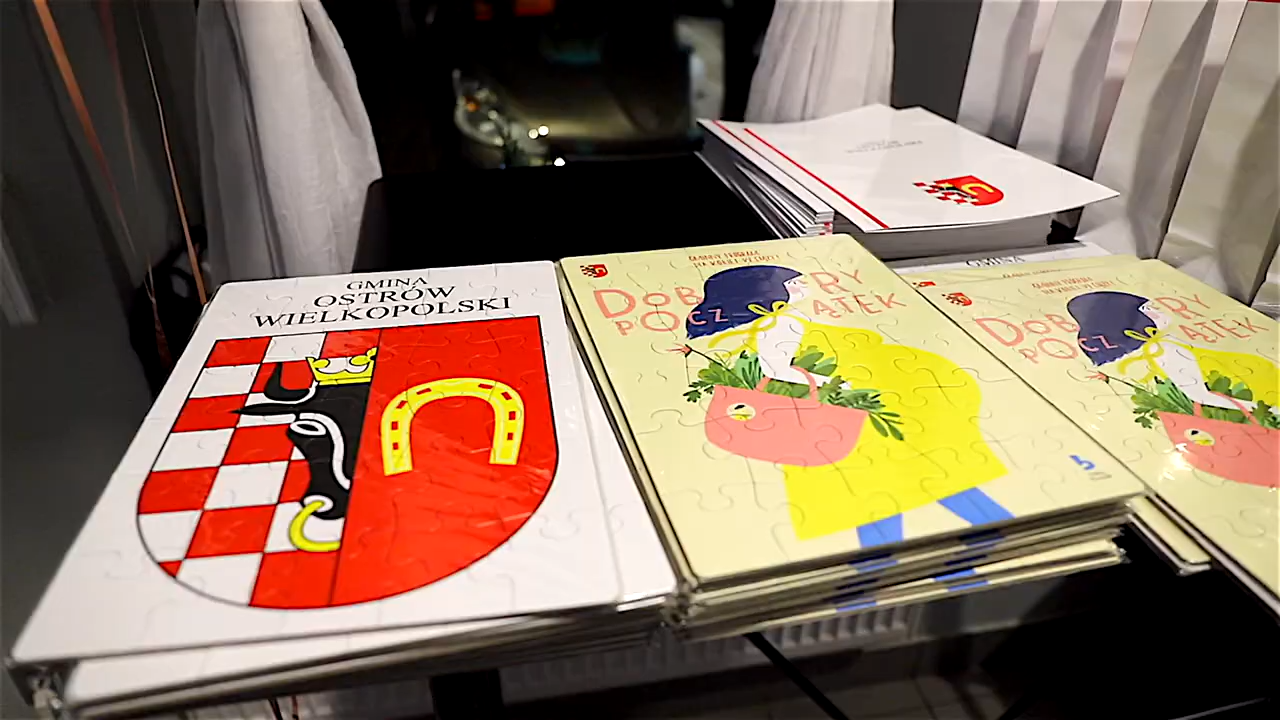 GMINA
OSTRÓW
WIELKOPOLSKI
DOBRY
POCZĄTEK
GMINA
DOBRY
POCZĄTEK